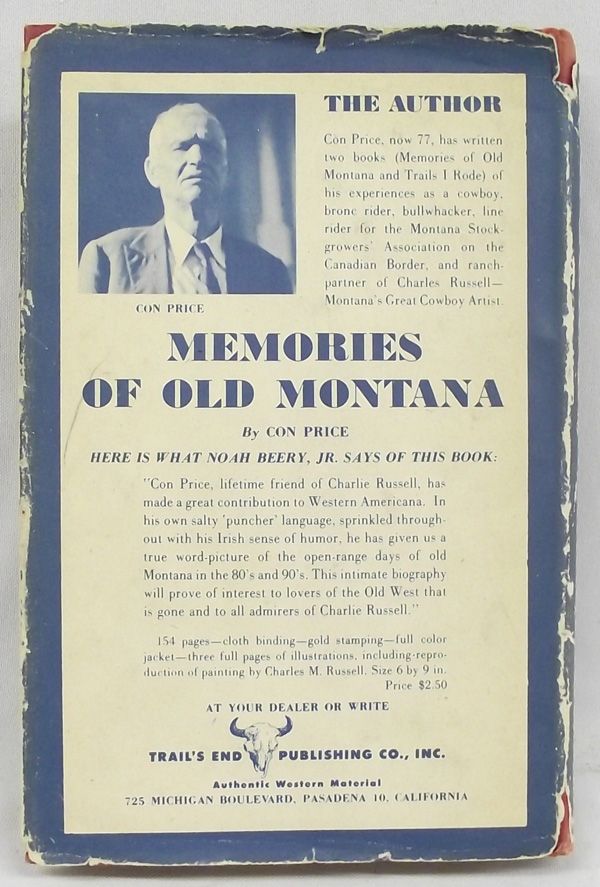 THE AUTHOR
Con Price, now 77, has written
two books (Memories of Old
Montana and Trails I Rode) of
his experiences as a cowboy,
bronc rider, bullwhacker, line
rider for the Montana Stock-
growers' Association on the
Canadian Border, and ranch-
partner of Charles Russell—
Montana's Great Cowboy Artist.
CON PRICE
MEMORIES
OF OLD MONTANA
By CON PRICE
HERE IS WHAT NOAH BEERY, JR. SAYS OF THIS BOOK:
"Con Price, lifetime friend of Charlie Russell, has
made a great contribution to Western Americana. In
his own salty 'puncher' language, sprinkled through-
out with his Irish sense of humor, he has given us a
true word-picture of the open-range days of old
Montana in the 80's and 90's. This intimate biography
will prove of interest to lovers of the Old West that
is gone and to all admirers of Charlie Russell."
154 pages—cloth binding—gold stamping—full color
jacket—three full pages of illustrations, including-repro-
duction of painting by Charles M. Russell. Size 6 by 9 in.
Price $2.50
AT YOUR DEALER OR WRITE
TRAIL'S END PUBLISHING CO., INC.
Authentic Western Material
725 MICHIGAN BOULEVARD, PASADENA 10, CALIFORNIA